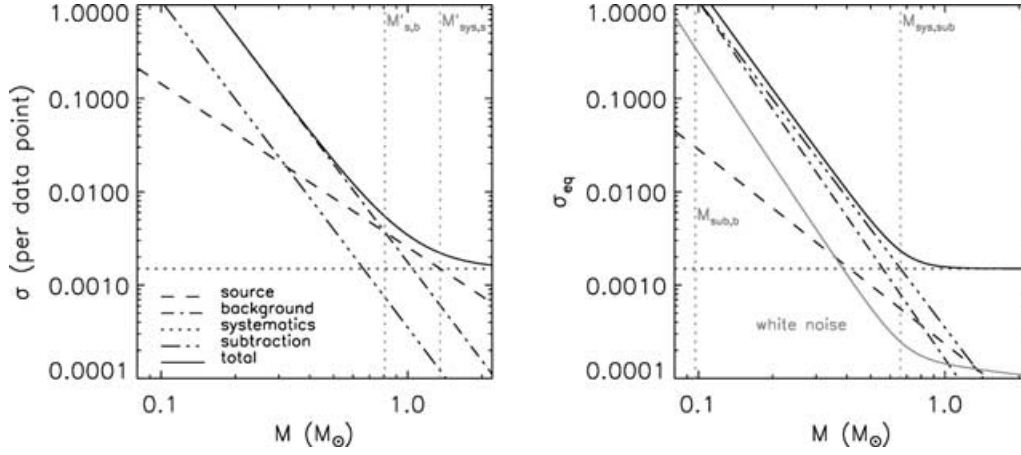 1.0000
0.1000
0.0100
0.0010
0.0001
σ (per data point)
M's,b
M'sys,s
source
background
systematics
subtraction
total
0.1
1.0
M (M⊙)
1.0000
0.1000
0.0100
0.0010
0.0001
σeq
Msys,sub
Msub,b
white noise
0.1
1.0
M (M⊙)